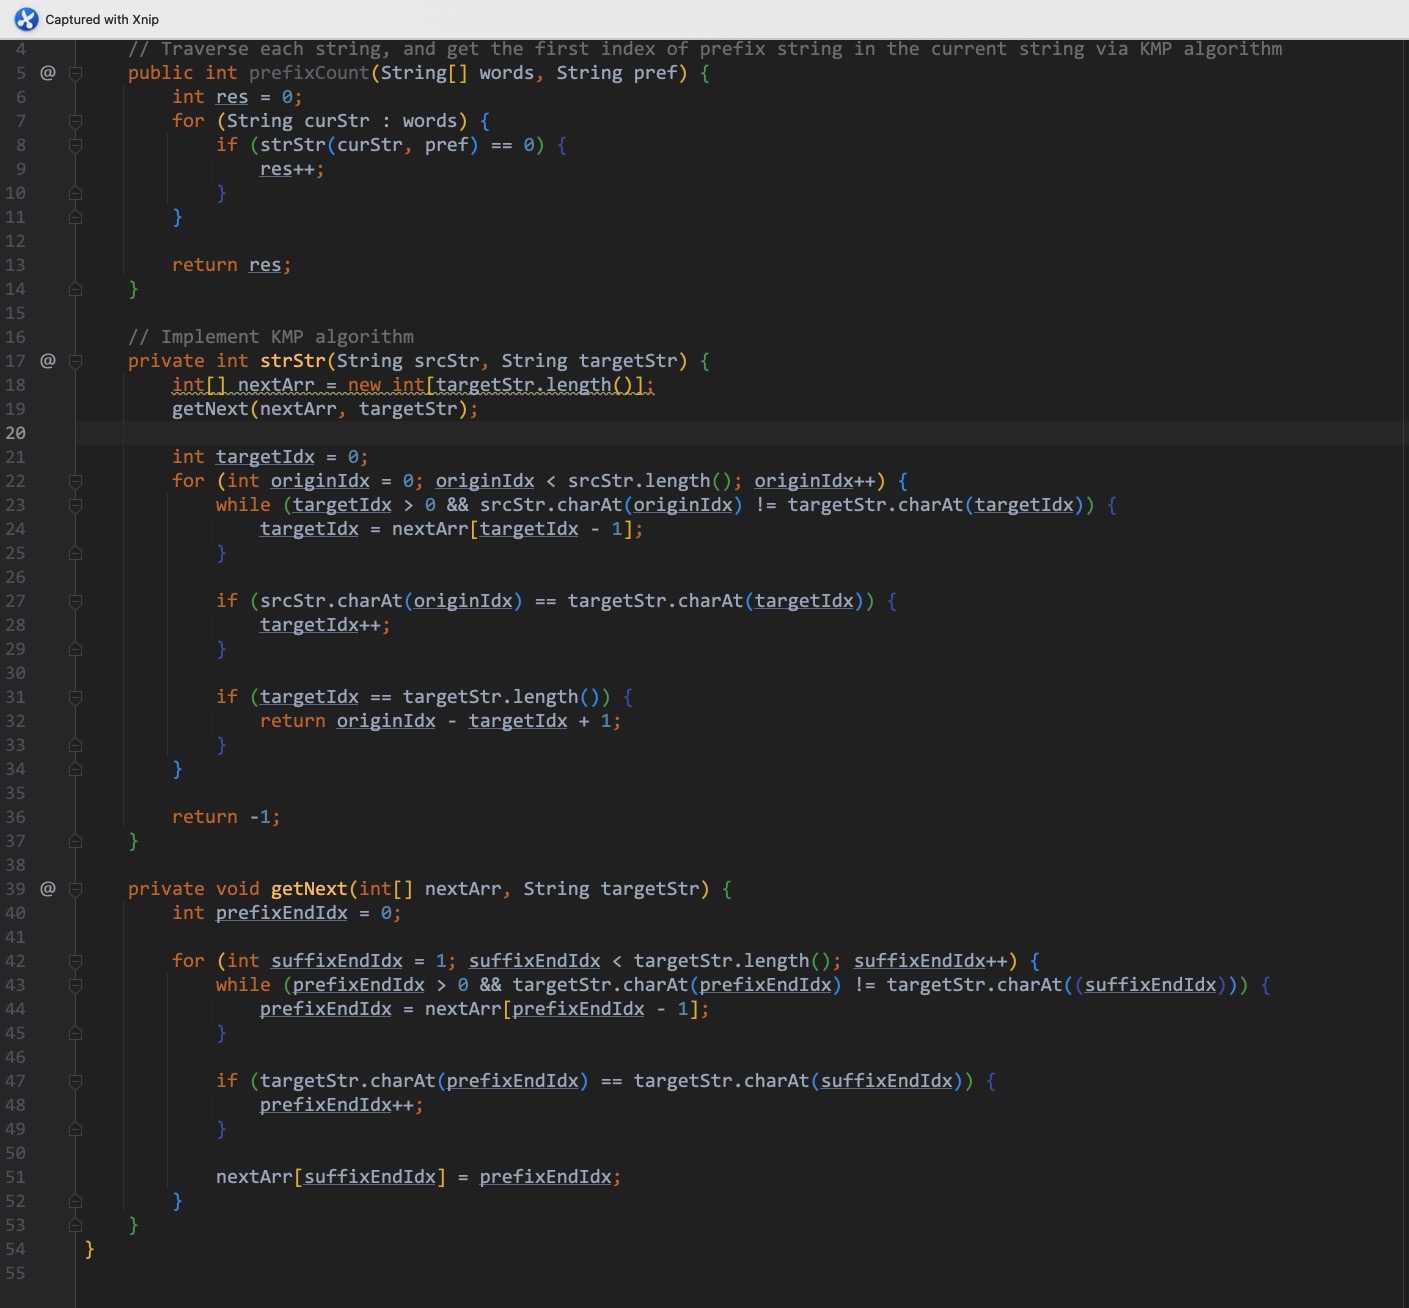 Captured with Xnip
4 // Traverse each string, and get the first index of prefix string in the current string via KMP algorithm
5 @ public int prefixCount(String[] words, String pref) {
6 int res = 0;
7 for (String curStr : words) {
8 if (strStr(curStr, pref) == 0) {
9 res++;
10 }
11 }
12
13 return res;
14 }
15
16 // Implement KMP algorithm
17 @ private int strStr(String srcStr, String targetStr) {
18 int[] nextArr = new int[targetStr.length()];
19 getNext(nextArr, targetStr);
20
21 int targetIdx = 0;
22 for (int originIdx = 0; originIdx < srcStr.length(); originIdx++) {
23 while (targetIdx > 0 && srcStr.charAt(originIdx) != targetStr.charAt(targetIdx)) {
24 targetIdx = nextArr[targetIdx - 1];
25 }
26
27 if (srcStr.charAt(originIdx) == targetStr.charAt(targetIdx)) {
28 targetIdx++;
29 }
30
31 if (targetIdx == targetStr.length()) {
32 return originIdx - targetIdx + 1;
33 }
34 }
35
36 return -1;
37 }
38
39 @ private void getNext(int[] nextArr, String targetStr) {
40 int prefixEndIdx = 0;
41
42 for (int suffixEndIdx = 1; suffixEndIdx < targetStr.length(); suffixEndIdx++) {
43 while (prefixEndIdx > 0 && targetStr.charAt(prefixEndIdx) != targetStr.charAt((suffixEndIdx))) {
44 prefixEndIdx = nextArr[prefixEndIdx - 1];
45 }
46
47 if (targetStr.charAt(prefixEndIdx) == targetStr.charAt(suffixEndIdx)) {
48 prefixEndIdx++;
49 }
50
51 nextArr[suffixEndIdx] = prefixEndIdx;
52 }
53 }
54 }
55